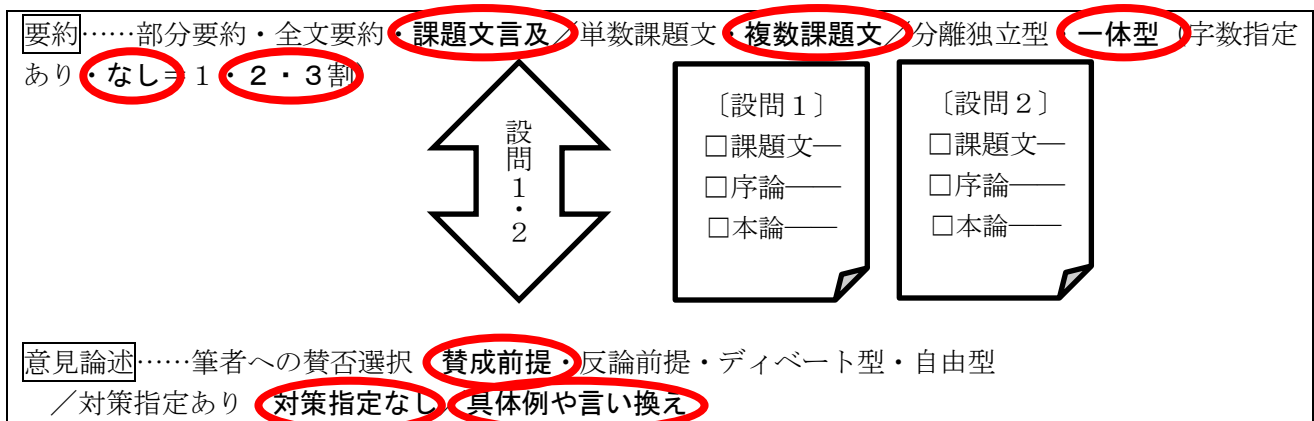 要約……部分要約・全文要約・課題文言及／単数課題文・複数課題文／分離独立型・一体型（字数指定
あり・なし＝１・２・３割）
設問１・２
〔設問１〕
□課題文―
□序論――
□本論――
〔設問２〕
□課題文―
□序論――
□本論――
意見論述……筆者への賛否選択・賛成前提・反論前提・ディベート型・自由型
／対策指定あり・対策指定なし／具体例や言い換え